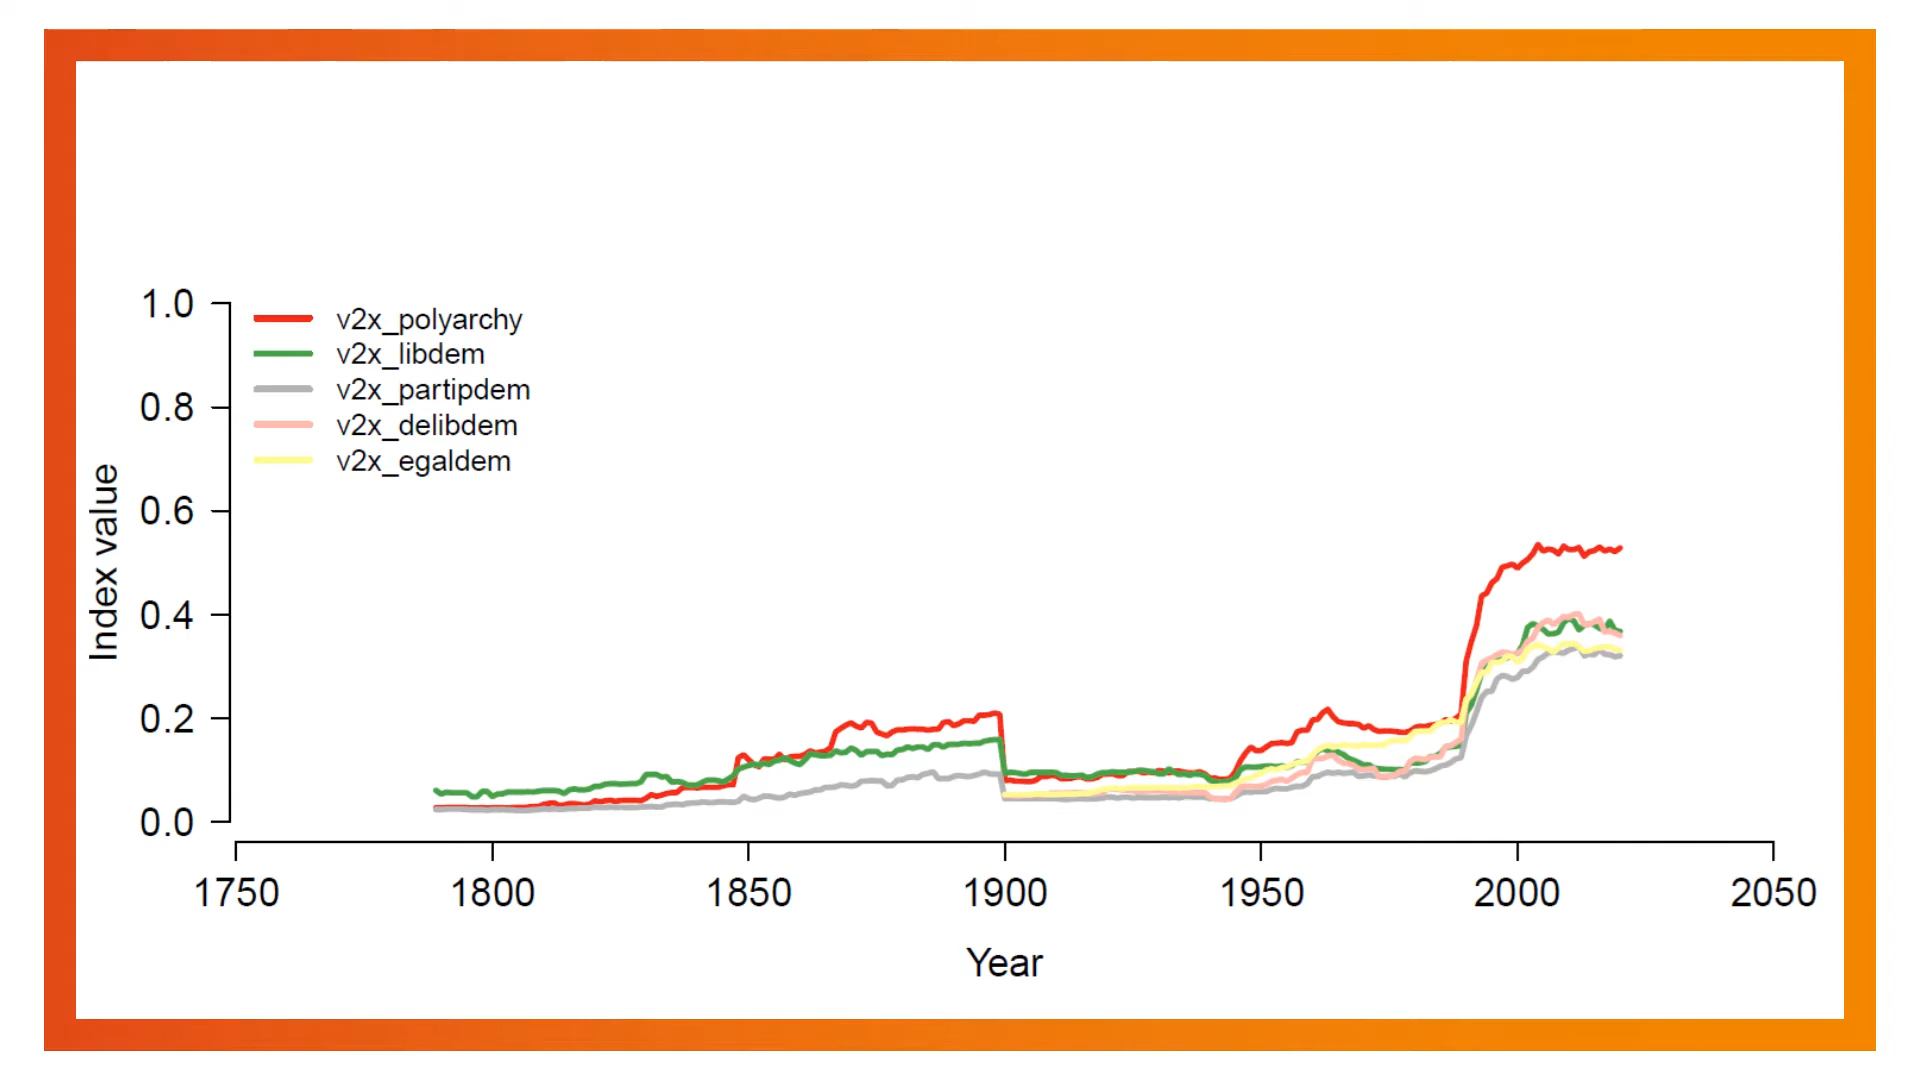 1.0
0.8
0.6
0.4
0.2
0.0
Index value
v2x_polyarchy
v2x_libdem
v2x_partipdem
v2x_delibdem
v2x_egaldem
1750 1800 1850 1900 1950 2000 2050
Year